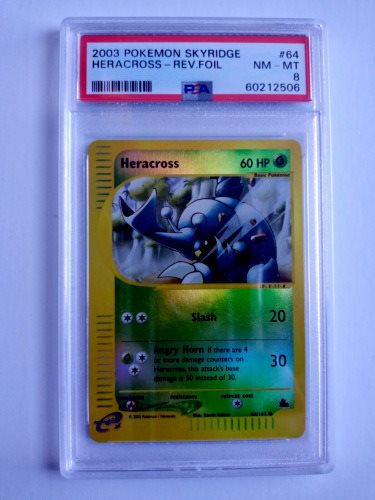 2003 POKEMON SKYRIDGE #64
HERACROSS - REV.FOIL NM - MT
8
PSA 60212506
Heracross 60 HP
Basic Pokémon
Slash 20
Angry Horn If there are 4
or more damage counters on
Heracross, this attack's base
damage is 50 instead of 30.
30
resistance retreat cost